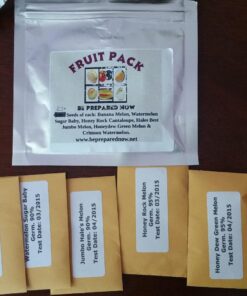 FRUIT PACK
BE PREPARED NOW
Seeds of each: Banana Melon, Watermelon
Sugar Baby, Honey Rock Cantaloupe, Hales Best
Jumbo Melon, Honeydew Green Melon &
Crimson Watermelon.
www.bepreparednow.net
Watermelon Sugar Baby
Germ. 90%
Test Date: 03/2015
Jumbo Hale's Melon
Germ. 90%
Test Date: 04/2015
Honey Rock Melon
Germ. 95%
Test Date: 03/2015
Honey Dew Green Melon
Germ. 95%
Test Date: 04/2015